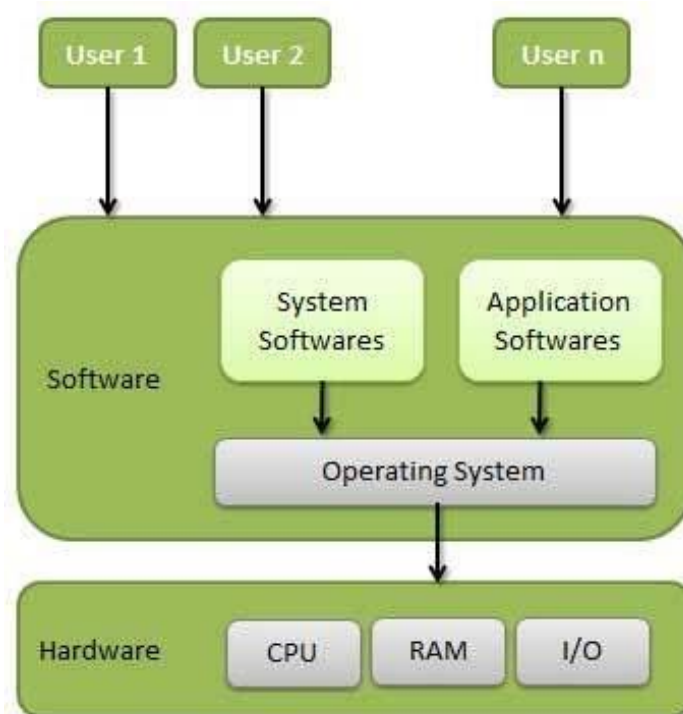 User 1
User 2
User n
System
Softwares
Application
Softwares
Software
Operating System
Hardware
CPU
RAM
I/O